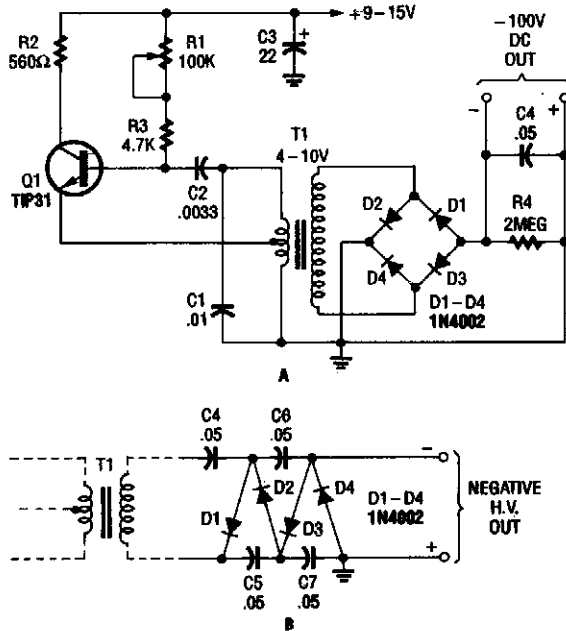 +9–15V
R2
560Ω
R1
100K
C3
22
+
–100V
DC
OUT
–
+
C4
.05
R3
4.7K
T1
4–10V
Q1
TIP31
C2
.0033
D2
D1
R4
2MEG
D4
D3
C1
.01
D1–D4
1N4002
A
C4
.05
C6
.05
T1
–
D2
D4
D1–D4
1N4002
NEGATIVE
H.V.
OUT
D1
D3
+
C5
.05
C7
.05
B